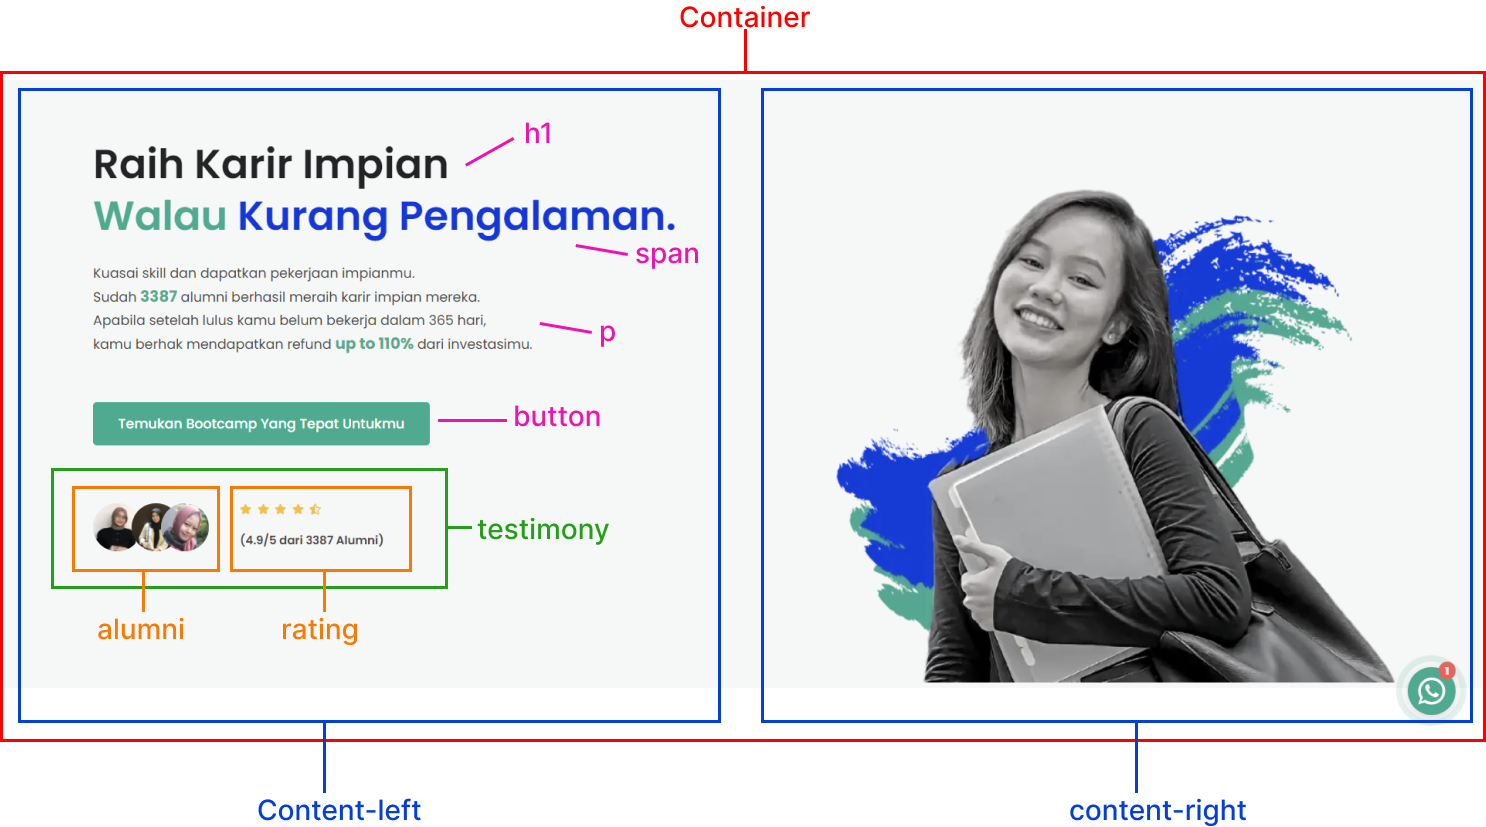 Container
h1
Raih Karir Impian
Walau Kurang Pengalaman.
span
Kuasai skill dan dapatkan pekerjaan impianmu.
Sudah 3387 alumni berhasil meraih karir impian mereka.
Apabila setelah lulus kamu belum bekerja dalam 365 hari,
kamu berhak mendapatkan refund up to 110% dari investasimu.
p
Temukan Bootcamp Yang Tepat Untukmu
button
(4.9/5 dari 3387 Alumni)
testimony
alumni
rating
1
Content-left
content-right